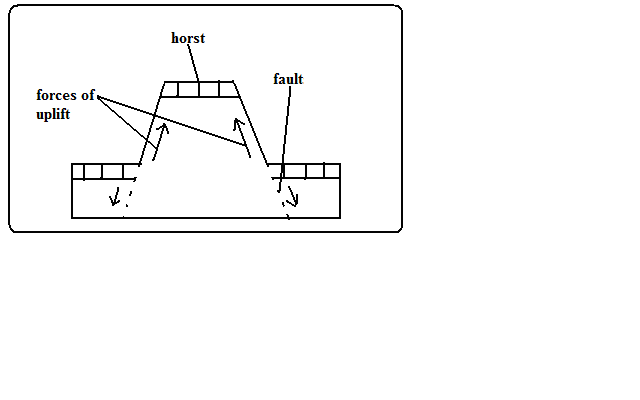 horst
fault
forces of
uplift